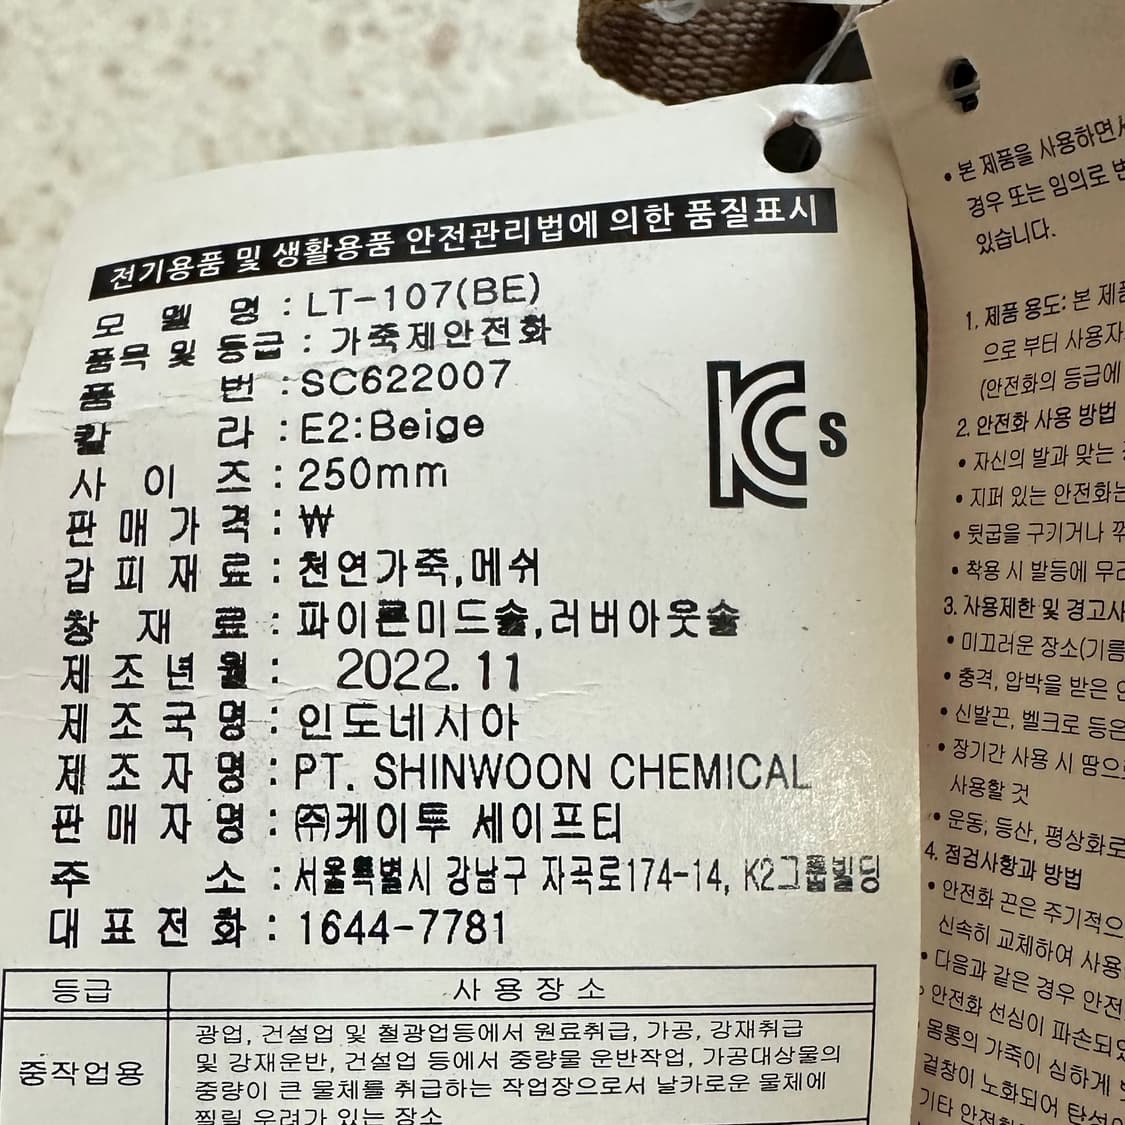 전기용품 및 생활용품 안전관리법에 의한 품질표시
모 델 명 : LT-107(BE)
품목 및 등급 : 가죽제안전화
품 번 : SC622007
칼 라 : E2:Beige
사 이 즈 : 250mm
판 매 가 격 : ₩
갑 피 재 료 : 천연가죽,메쉬
창 재 료 : 파이론미드솔,러버아웃솔
제 조 년 월 : 2022.11
제 조 국 명 : 인도네시아
제 조 자 명 : PT. SHINWOON CHEMICAL
판 매 자 명 : ㈜케이투 세이프티
주 소 : 서울특별시 강남구 자곡로174-14, K2그룹빌딩
대 표 전 화 : 1644-7781
등급 사 용 장 소
중작업용
광업, 건설업 및 철광업등에서 원료취급, 가공, 강재취급
및 강재운반, 건설업 등에서 중량물 운반작업, 가공대상물의
중량이 큰 물체를 취급하는 작업장으로서 날카로운 물체에
찔릴 우려가 있는 장소
KC s
• 본 제품을 사용하면서
경우 또는 임의로
있습니다.
1. 제품 용도: 본 제품
으로 부터 사용자
(안전화의 등급에
2. 안전화 사용 방법
• 자신의 발과 맞는
• 지퍼 있는 안전화는
• 뒷굽을 구기거나
• 착용 시 발등에 무리
3. 사용제한 및 경고사
• 미끄러운 장소(기름
• 충격, 압박을 받은
• 신발끈, 벨크로 등은
• 장기간 사용 시 땀으
사용할 것
• 운동, 등산, 평상화로
4. 점검사항과 방법
• 안전화 끈은 주기적으
신속히 교체하여 사용
• 다음과 같은 경우 안전
안전화 선심이 파손되었
몸통의 가죽이 심하게
겉창이 노화되어 탄성
기타 안전화